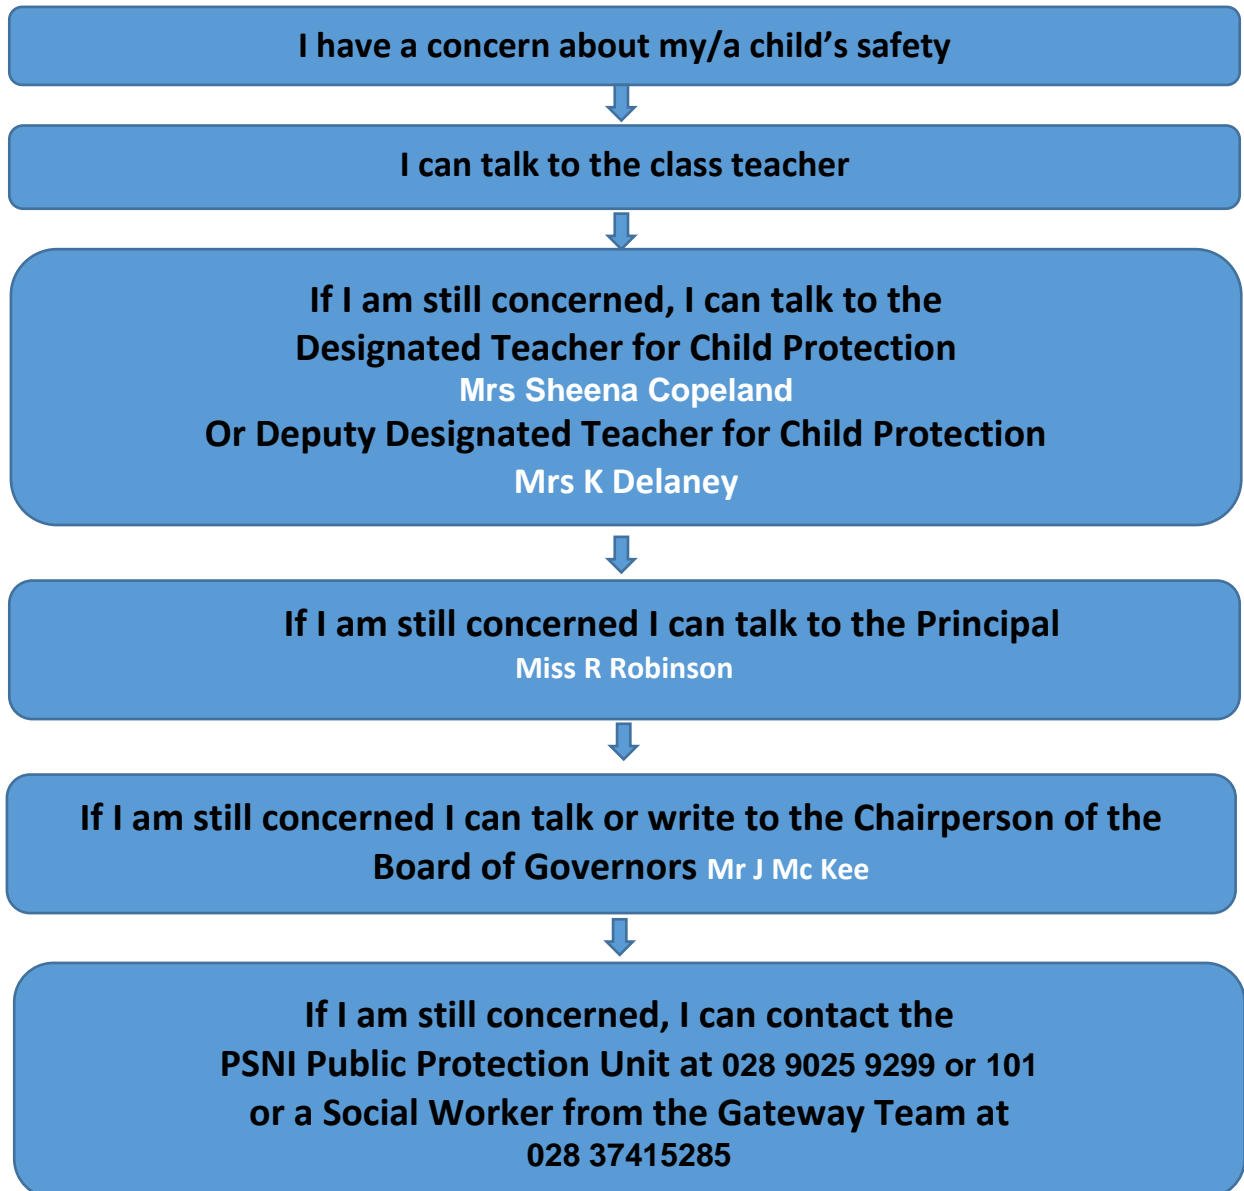 I have a concern about my/a child’s safety
I can talk to the class teacher
If I am still concerned, I can talk to the
Designated Teacher for Child Protection
Mrs Sheena Copeland
Or Deputy Designated Teacher for Child Protection
Mrs K Delaney
If I am still concerned I can talk to the Principal
Miss R Robinson
If I am still concerned I can talk or write to the Chairperson of the
Board of Governors Mr J Mc Kee
If I am still concerned, I can contact the
PSNI Public Protection Unit at 028 9025 9299 or 101
or a Social Worker from the Gateway Team at
028 37415285